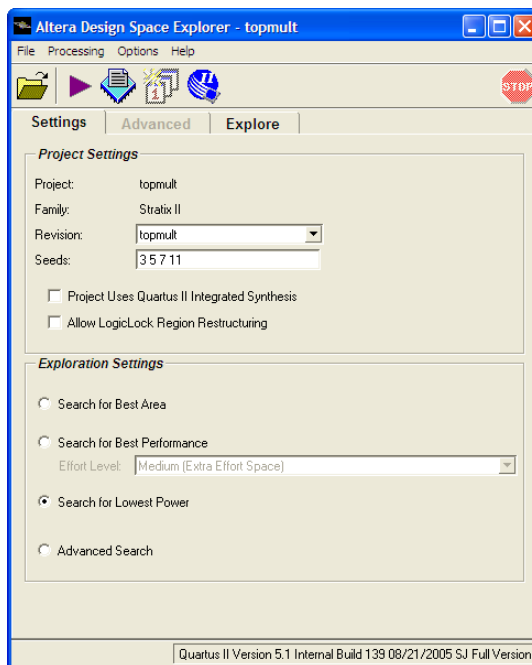 Altera Design Space Explorer - topmult
File Processing Options Help
STOP
Settings Advanced Explore
Project Settings
Project: topmult
Family: Stratix II
Revision: topmult
Seeds: 3 5 7 11
Project Uses Quartus II Integrated Synthesis
Allow LogicLock Region Restructuring
Exploration Settings
Search for Best Area
Search for Best Performance
Effort Level: Medium (Extra Effort Space)
Search for Lowest Power
Advanced Search
Quartus II Version 5.1 Internal Build 139 08/21/2005 SJ Full Version